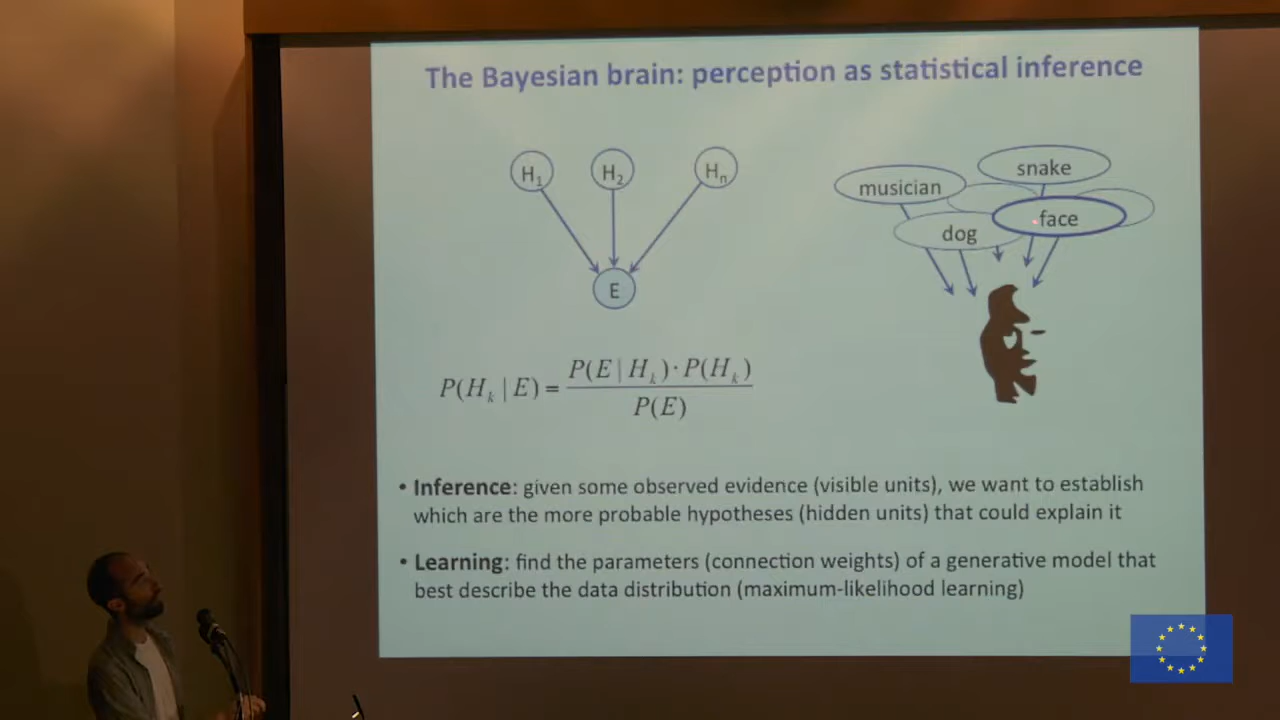 The Bayesian brain: perception as statistical inference
H1 H2 Hn
E
musician
snake
dog
face
P(Hk | E) = P(E | Hk) · P(Hk) / P(E)
• Inference: given some observed evidence (visible units), we want to establish
which are the more probable hypotheses (hidden units) that could explain it
• Learning: find the parameters (connection weights) of a generative model that
best describe the data distribution (maximum-likelihood learning)